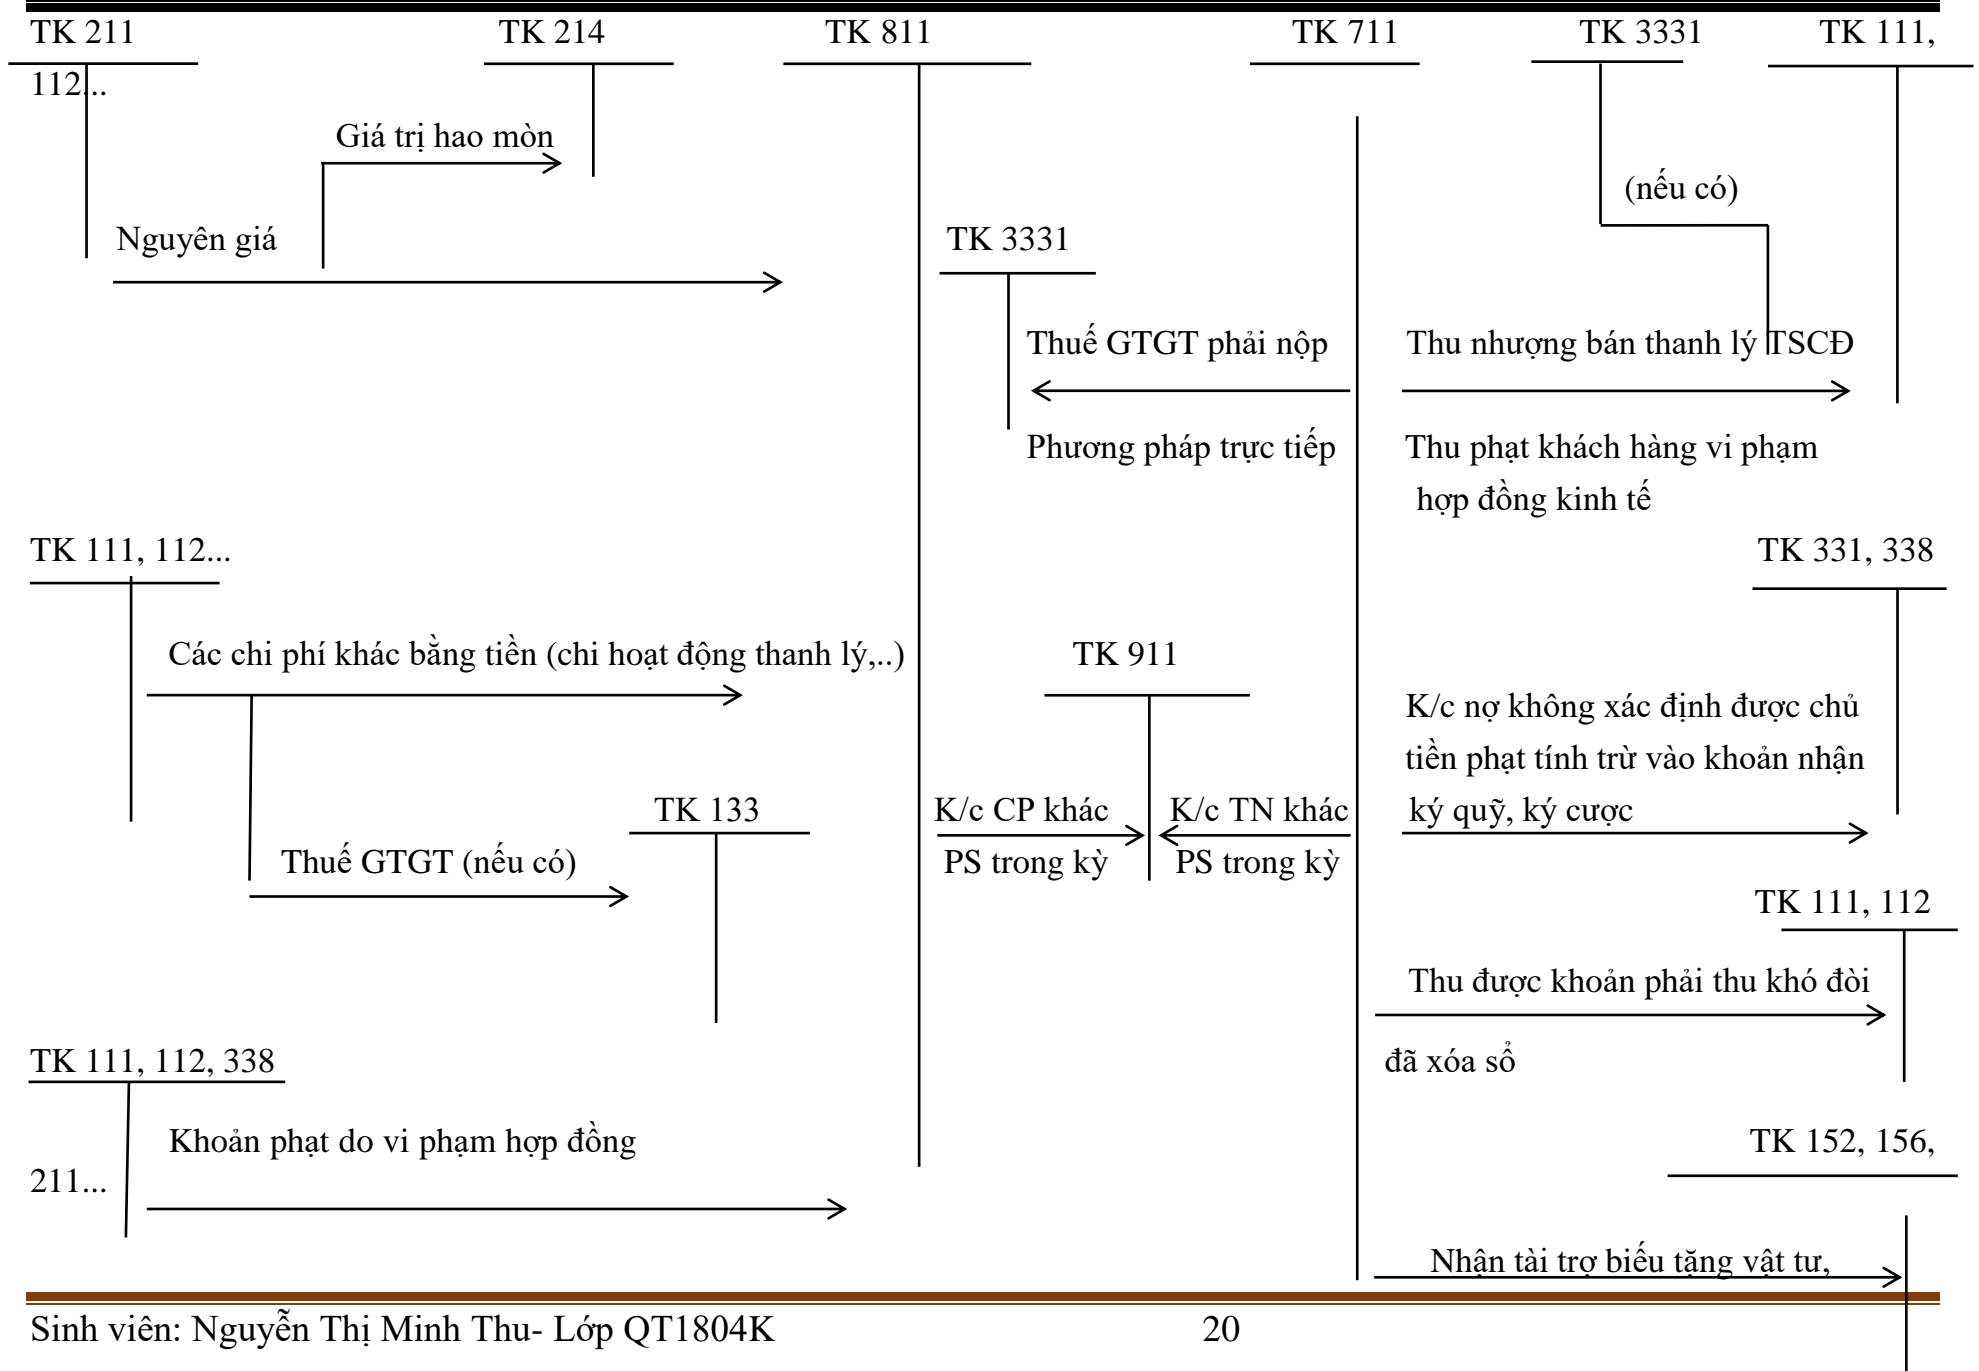 TK 211 TK 214 TK 811 TK 711 TK 3331 TK 111,
112...
Giá trị hao mòn
(nếu có)
Nguyên giá TK 3331
Thuế GTGT phải nộp Thu nhượng bán thanh lý TSCĐ
Phương pháp trực tiếp Thu phạt khách hàng vi phạm
hợp đồng kinh tế
TK 111, 112... TK 331, 338
Các chi phí khác bằng tiền (chi hoạt động thanh lý,..) TK 911
K/c nợ không xác định được chủ
tiền phạt tính trừ vào khoản nhận
TK 133 K/c CP khác K/c TN khác ký quỹ, ký cược
Thuế GTGT (nếu có) PS trong kỳ PS trong kỳ
TK 111, 112
Thu được khoản phải thu khó đòi
TK 111, 112, 338 đã xóa sổ
Khoản phạt do vi phạm hợp đồng TK 152, 156,
211...
Nhận tài trợ biếu tặng vật tư,
Sinh viên: Nguyễn Thị Minh Thu- Lớp QT1804K 20